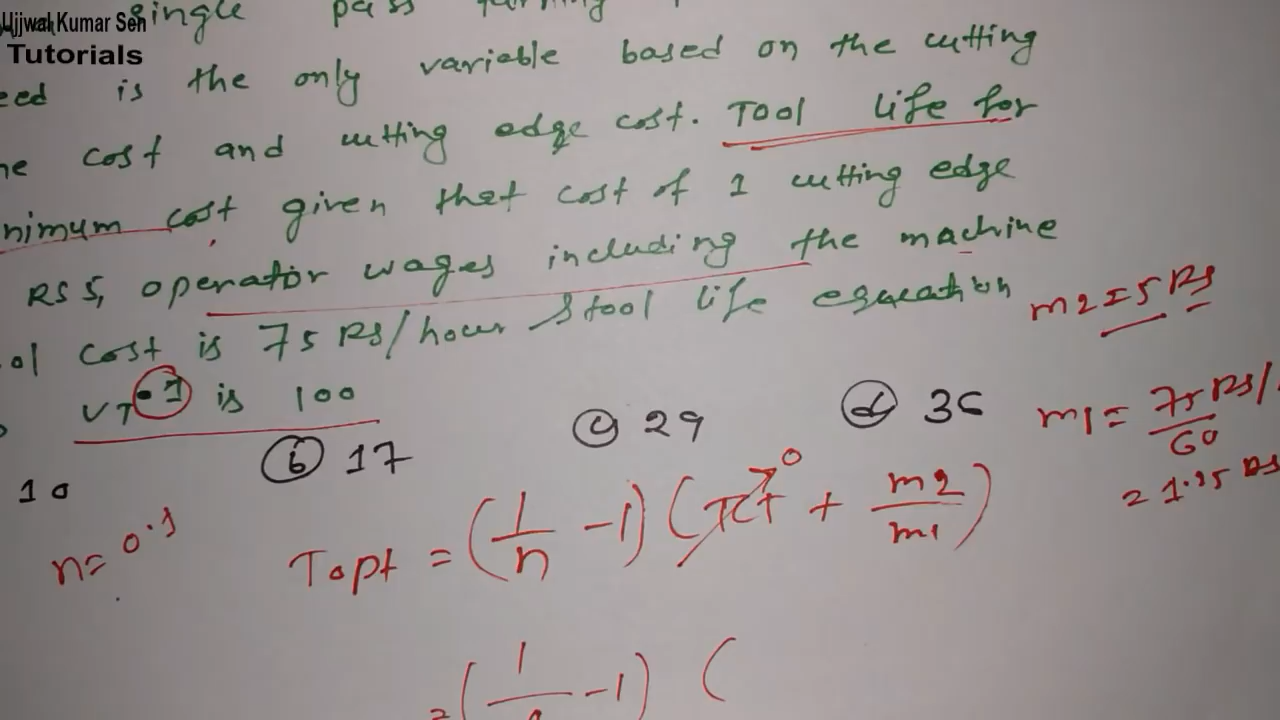 Ujjwal Kumar Sen
Tutorials
single pass turning
eed is the only variable based on the cutting
ne cost and cutting edge cost. Tool life for
nimum cost given that cost of 1 cutting edge
RS 5, operator wages including the machine
ol cost is 75 RS/hour & tool life equation
VT^0.1 is 100
10
(b) 17
(c) 29
(d) 36
m2 = 5 RS
m1 = 75 RS/
60
= 1.25 RS
n = 0.1
Topt = (1/n - 1) (TCT^0 + m2/m1)
= (1/ - 1) (